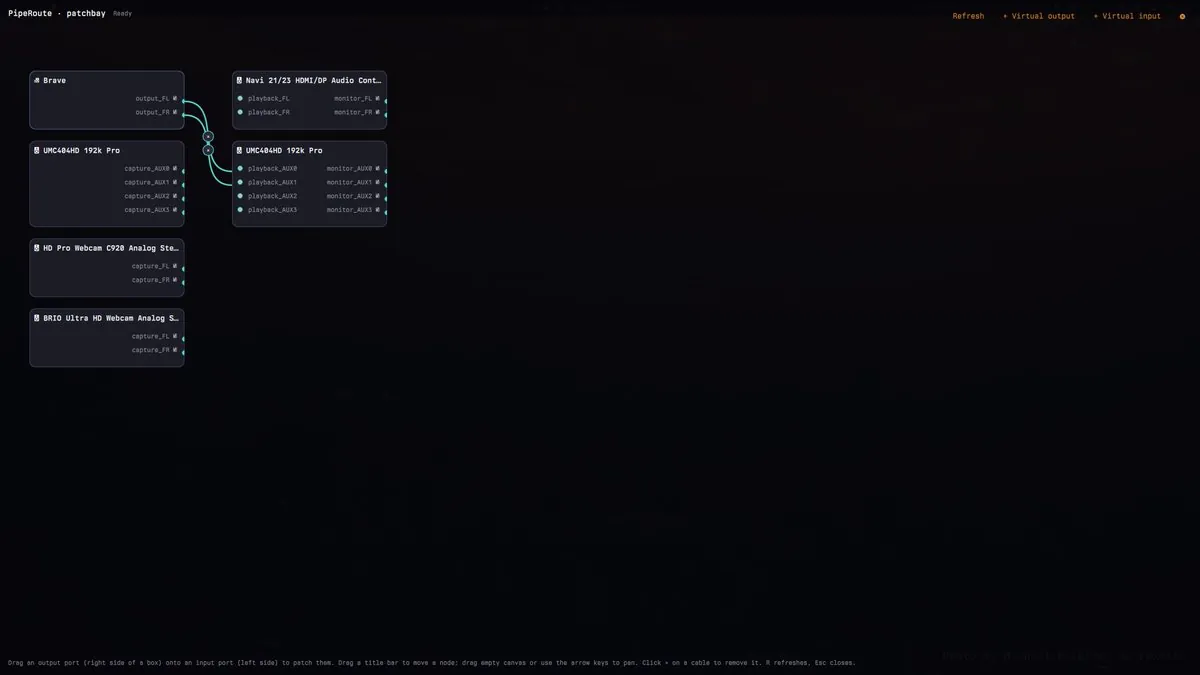 PipeRoute · patchbay Ready
Refresh + Virtual output + Virtual input
Brave
output_FL
output_FR
Navi 21/23 HDMI/DP Audio Cont…
playback_FL monitor_FL
playback_FR monitor_FR
UMC404HD 192k Pro
capture_AUX0
capture_AUX1
capture_AUX2
capture_AUX3
UMC404HD 192k Pro
playback_AUX0 monitor_AUX0
playback_AUX1 monitor_AUX1
playback_AUX2 monitor_AUX2
playback_AUX3 monitor_AUX3
HD Pro Webcam C920 Analog Ste…
capture_FL
capture_FR
BRIO Ultra HD Webcam Analog S…
capture_FL
capture_FR
Drag an output port (right side of a box) onto an input port (left side) to patch them. Drag a title bar to move a node; drag empty canvas or use the arrow keys to pan. Click × on a cable to remove it. R refreshes, Esc closes.